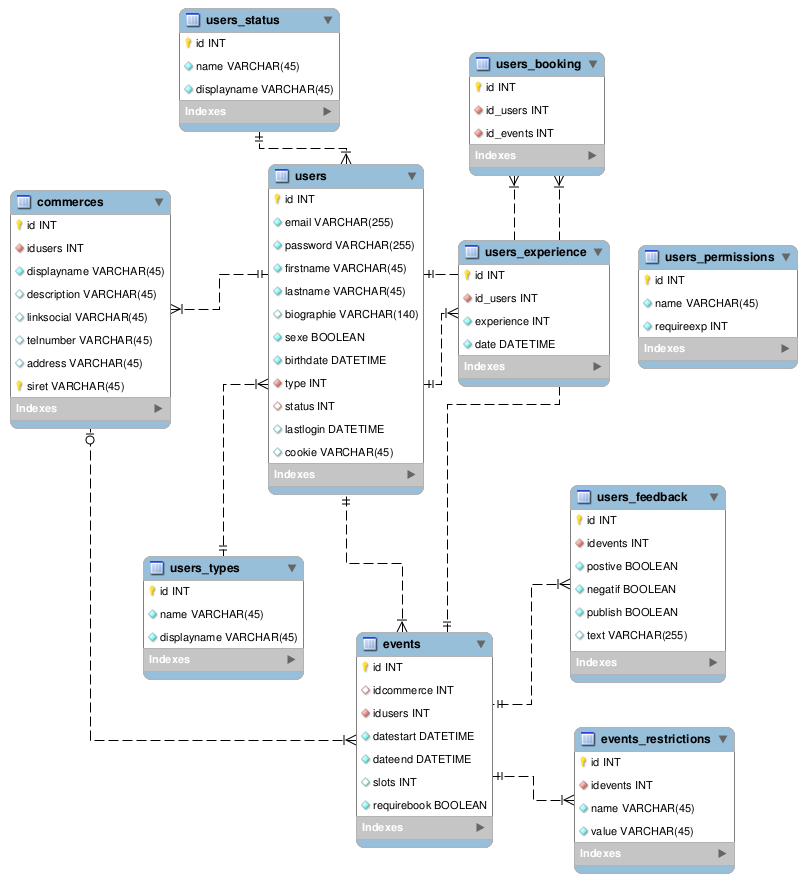 users_status
id INT
name VARCHAR(45)
displayname VARCHAR(45)
Indexes
users_booking
id INT
id_users INT
id_events INT
Indexes
users
id INT
email VARCHAR(255)
password VARCHAR(255)
firstname VARCHAR(45)
lastname VARCHAR(45)
biographie VARCHAR(140)
sexe BOOLEAN
birthdate DATETIME
type INT
status INT
lastlogin DATETIME
cookie VARCHAR(45)
Indexes
commerces
id INT
idusers INT
displayname VARCHAR(45)
description VARCHAR(45)
linksocial VARCHAR(45)
telnumber VARCHAR(45)
address VARCHAR(45)
siret VARCHAR(45)
Indexes
users_experience
id INT
id_users INT
experience INT
date DATETIME
Indexes
users_permissions
id INT
name VARCHAR(45)
requireexp INT
Indexes
users_types
id INT
name VARCHAR(45)
displayname VARCHAR(45)
Indexes
users_feedback
id INT
idevents INT
postive BOOLEAN
negatif BOOLEAN
publish BOOLEAN
text VARCHAR(255)
Indexes
events
id INT
idcommerce INT
idusers INT
datestart DATETIME
dateend DATETIME
slots INT
requirebook BOOLEAN
Indexes
events_restrictions
id INT
idevents INT
name VARCHAR(45)
value VARCHAR(45)
Indexes